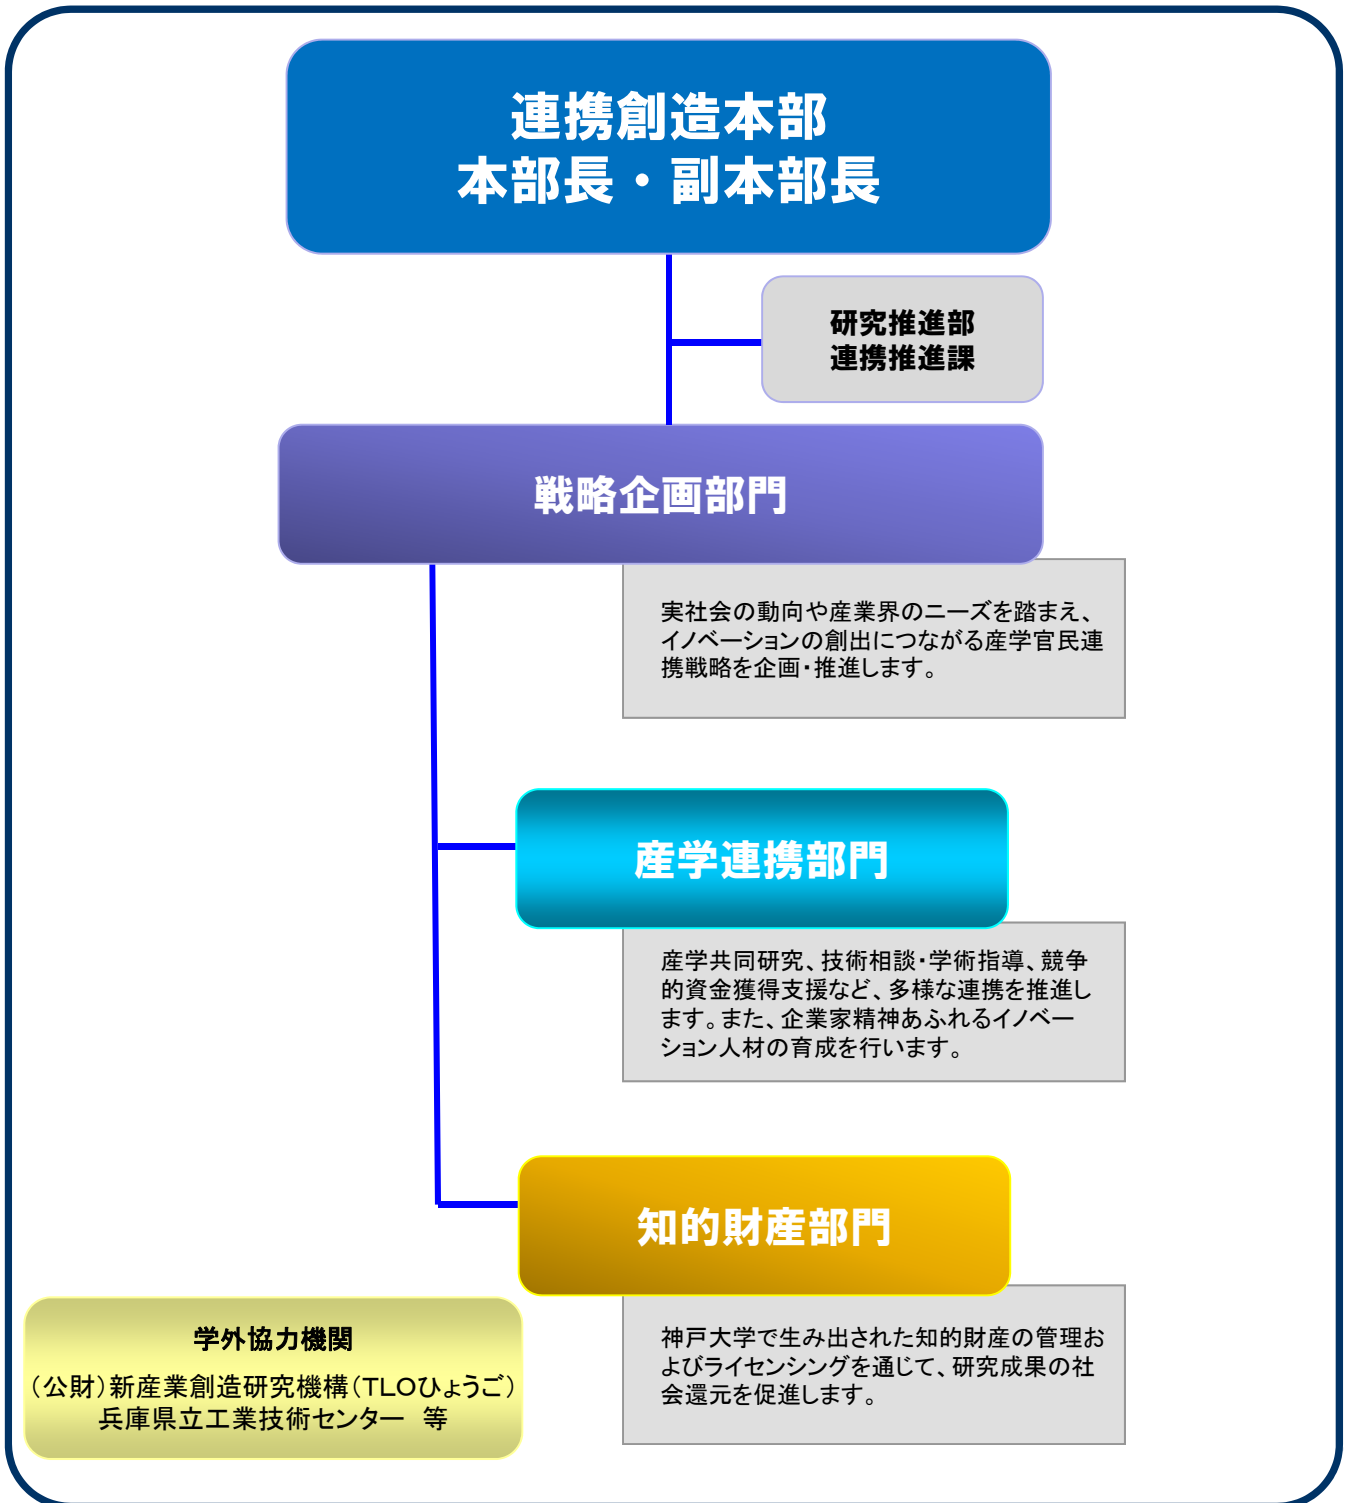 連携創造本部
本部長・副本部長
研究推進部
連携推進課
戦略企画部門
実社会の動向や産業界のニーズを踏まえ、
イノベーションの創出につながる産学官民連
携戦略を企画・推進します。
産学連携部門
産学共同研究、技術相談・学術指導、競争
的資金獲得支援など、多様な連携を推進し
ます。また、企業家精神あふれるイノベー
ション人材の育成を行います。
知的財産部門
神戸大学で生み出された知的財産の管理お
よびライセンシングを通じて、研究成果の社
会還元を促進します。
学外協力機関
（公財）新産業創造研究機構（TLOひょうご）
兵庫県立工業技術センター　等